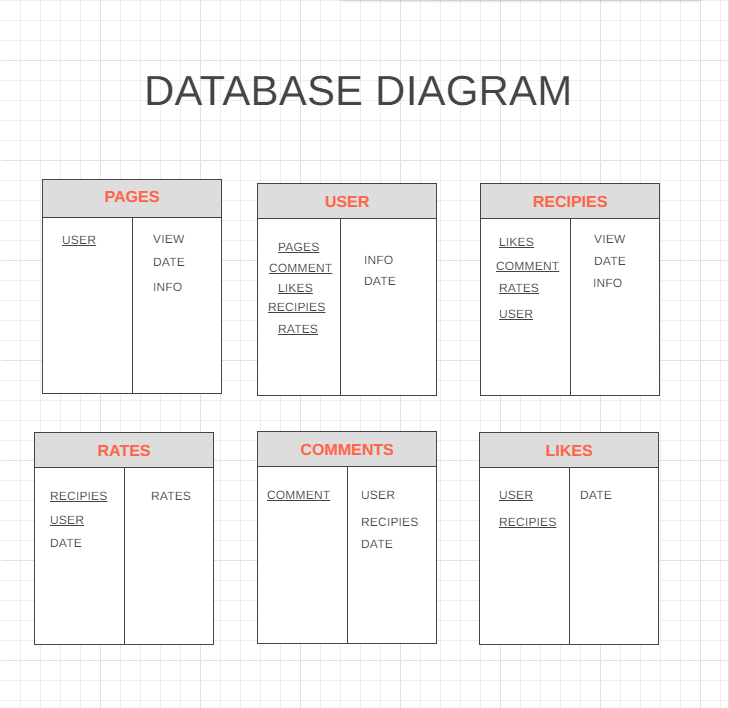 DATABASE DIAGRAM
PAGES
USER
VIEW
DATE
INFO
USER
PAGES
COMMENT
LIKES
RECIPIES
RATES
INFO
DATE
RECIPIES
LIKES
COMMENT
RATES
USER
VIEW
DATE
INFO
RATES
RECIPIES
USER
DATE
RATES
COMMENTS
COMMENT
USER
RECIPIES
DATE
LIKES
USER
RECIPIES
DATE